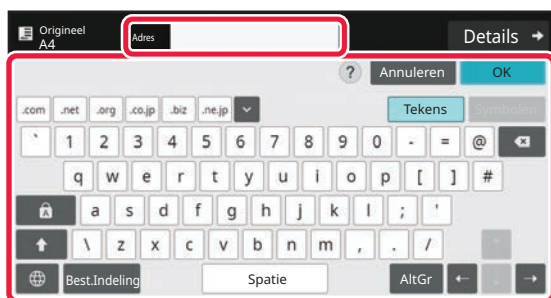 Origineel
A4
Adres
Details
? Annuleren OK
.com .net .org .co.jp .biz .ne.jp Tekens Symbolen
` 1 2 3 4 5 6 7 8 9 0 - = @
q w e r t y u i o p [ ] #
A a s d f g h j k l ; '
\ z x c v b n m , . /
Best.Indeling Spatie AltGr